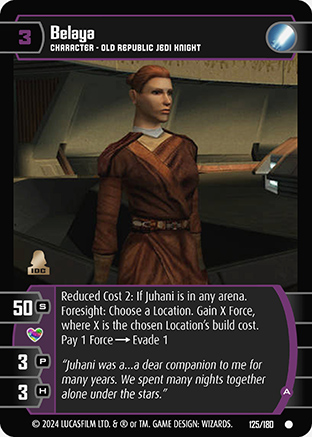 3
Belaya
CHARACTER - OLD REPUBLIC JEDI KNIGHT
IDC
50 S
3 P
3 H
Reduced Cost 2: If Juhani is in any arena.
Foresight: Choose a Location. Gain X Force,
where X is the chosen Location's build cost.
Pay 1 Force → Evade 1
"Juhani was a...a dear companion to me for
many years. We spent many nights together
alone under the stars."
A
© 2024 LUCASFILM LTD. & ® or TM. GAME DESIGN: WIZARDS.
125/180